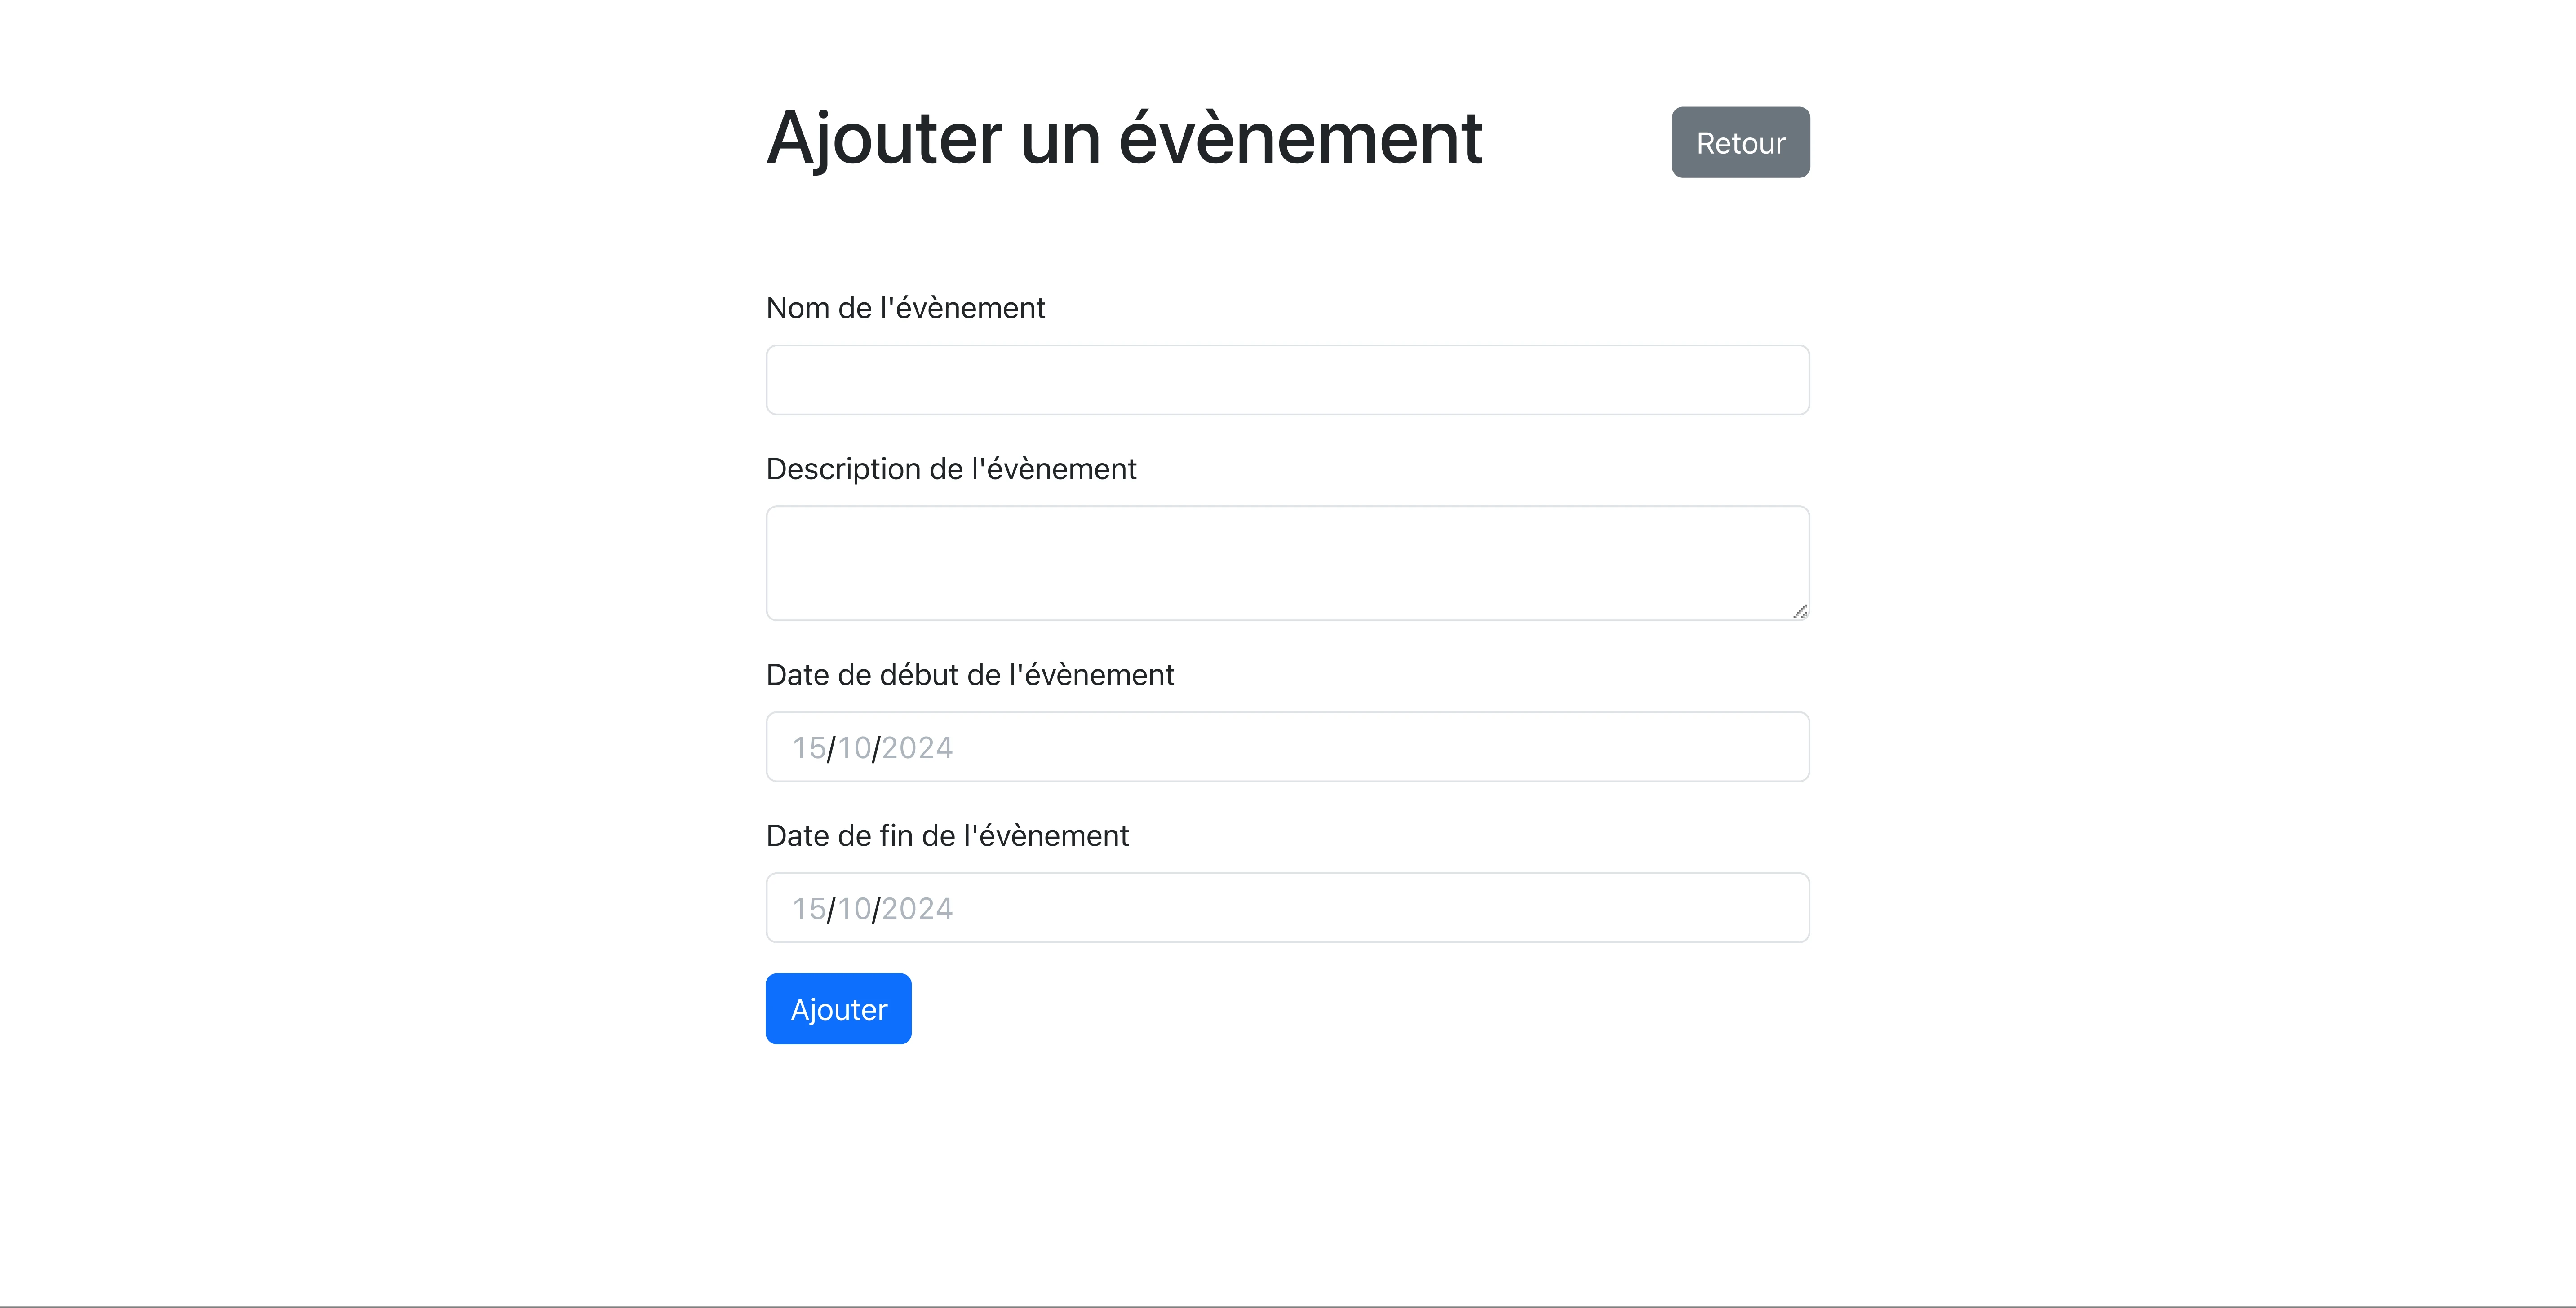 Ajouter un évènement
Retour
Nom de l'évènement
Description de l'évènement
Date de début de l'évènement
15/10/2024
Date de fin de l'évènement
15/10/2024
Ajouter